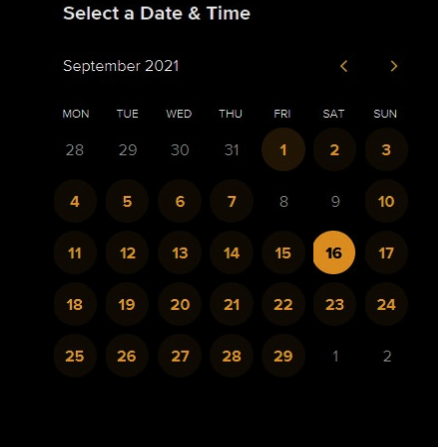 Select a Date & Time
September 2021
MON TUE WED THU FRI SAT SUN
28 29 30 31 1 2 3
4 5 6 7 8 9 10
11 12 13 14 15 16 17
18 19 20 21 22 23 24
25 26 27 28 29 1 2